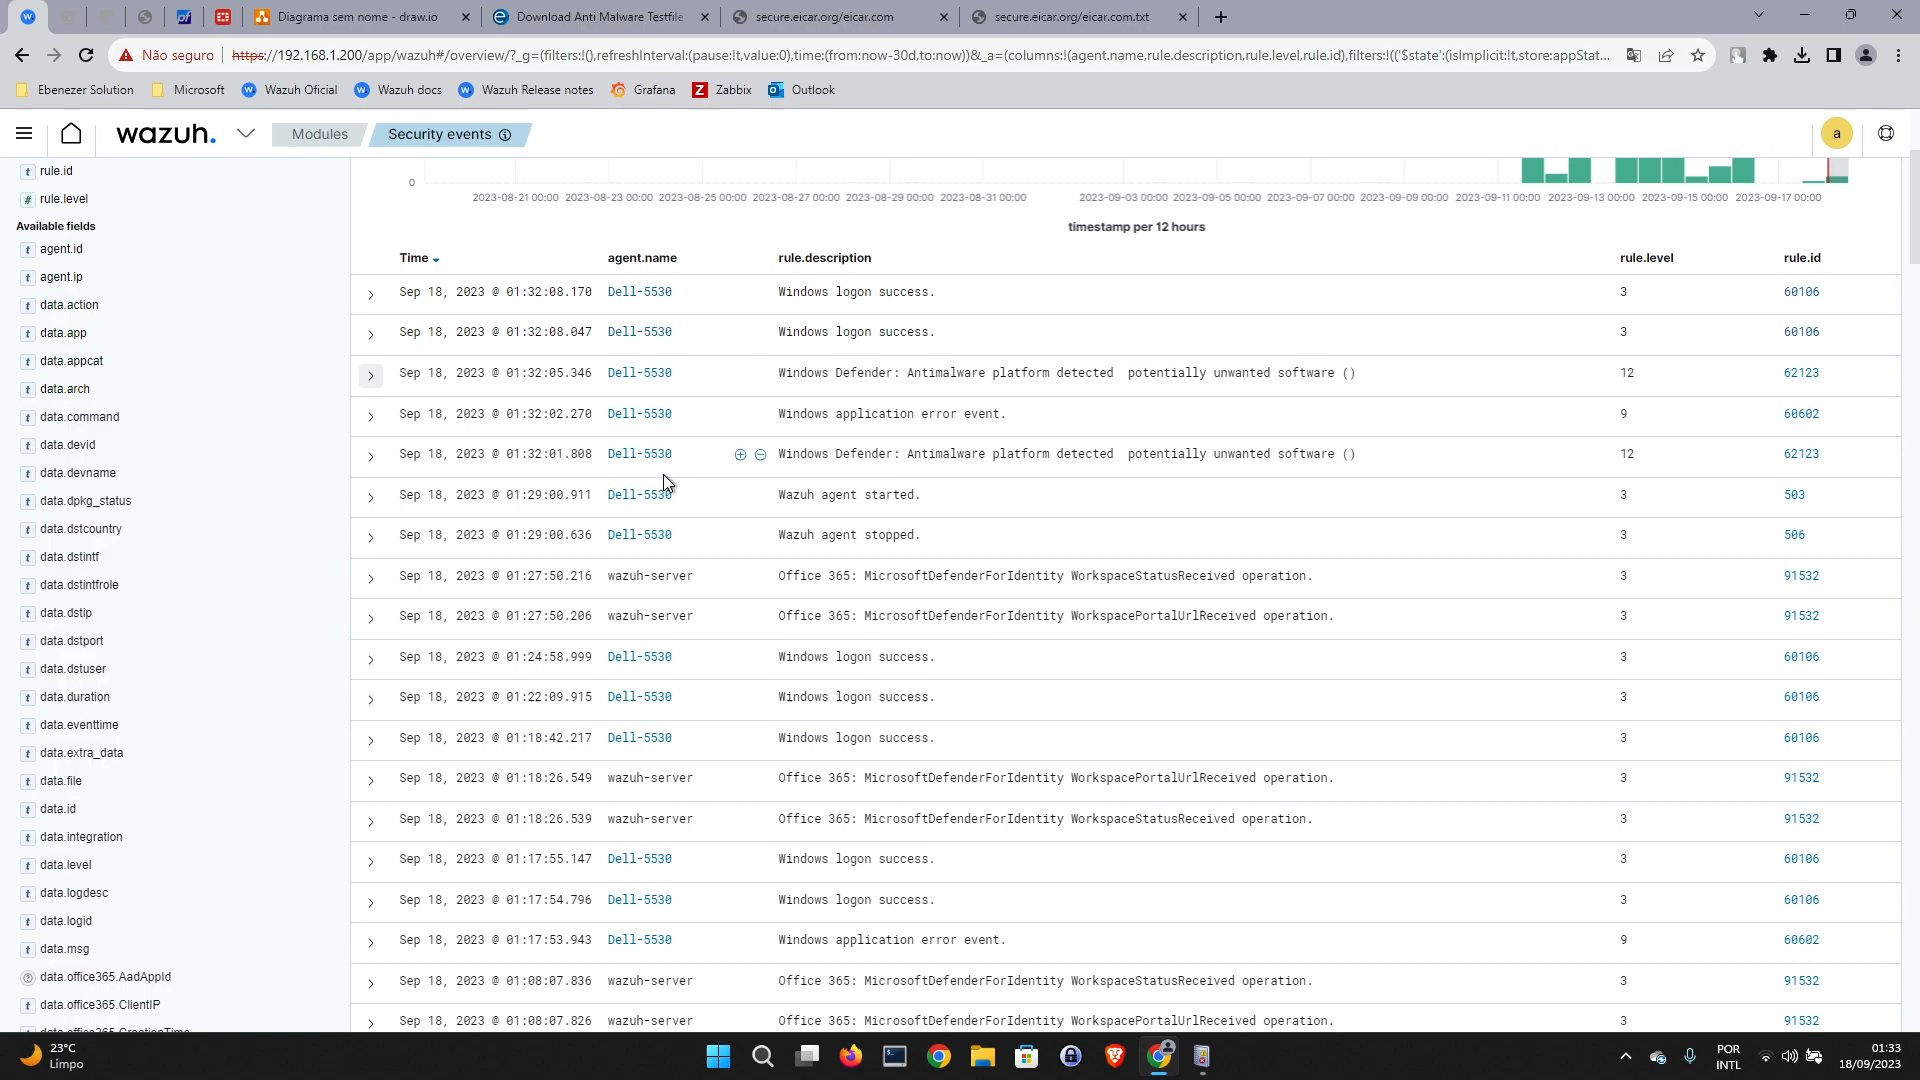 Diagrama sem nome - draw.io
Download Anti Malware Testfile
secure.eicar.org/eicar.com
secure.eicar.org/eicar.com.txt
Não seguro
https://192.168.1.200/app/wazuh#/overview/?_g=(filters:!(),refreshInterval:(pause:!t,value:0),time:(from:now-30d,to:now))&_a=(columns:!(agent.name,rule.description,rule.level,rule.id),filters:!(('$state':(isImplicit:!t,store:appStat...
Ebenezer Solution
Microsoft
Wazuh Oficial
Wazuh docs
Wazuh Release notes
Grafana
Zabbix
Outlook
wazuh.
Modules
Security events
a
t rule.id
# rule.level
Available fields
t agent.id
t agent.ip
t data.action
t data.app
t data.appcat
t data.arch
t data.command
t data.devid
t data.devname
t data.dpkg_status
t data.dstcountry
t data.dstintf
t data.dstintfrole
t data.dstip
t data.dstport
t data.dstuser
t data.duration
t data.eventtime
t data.extra_data
t data.file
t data.id
t data.integration
t data.level
t data.logdesc
t data.logid
t data.msg
? data.office365.AadAppId
t data.office365.ClientIP
t data.office365.CreationTime
0
2023-08-21 00:00 2023-08-23 00:00 2023-08-25 00:00 2023-08-27 00:00 2023-08-29 00:00 2023-08-31 00:00 2023-09-03 00:00 2023-09-05 00:00 2023-09-07 00:00 2023-09-09 00:00 2023-09-11 00:00 2023-09-13 00:00 2023-09-15 00:00 2023-09-17 00:00
timestamp per 12 hours
Time agent.name rule.description rule.level rule.id
Sep 18, 2023 @ 01:32:08.170 Dell-5530 Windows logon success. 3 60106
Sep 18, 2023 @ 01:32:08.047 Dell-5530 Windows logon success. 3 60106
Sep 18, 2023 @ 01:32:05.346 Dell-5530 Windows Defender: Antimalware platform detected  potentially unwanted software () 12 62123
Sep 18, 2023 @ 01:32:02.270 Dell-5530 Windows application error event. 9 60602
Sep 18, 2023 @ 01:32:01.808 Dell-5530 Windows Defender: Antimalware platform detected  potentially unwanted software () 12 62123
Sep 18, 2023 @ 01:29:00.911 Dell-5530 Wazuh agent started. 3 503
Sep 18, 2023 @ 01:29:00.636 Dell-5530 Wazuh agent stopped. 3 506
Sep 18, 2023 @ 01:27:50.216 wazuh-server Office 365: MicrosoftDefenderForIdentity WorkspaceStatusReceived operation. 3 91532
Sep 18, 2023 @ 01:27:50.206 wazuh-server Office 365: MicrosoftDefenderForIdentity WorkspacePortalUrlReceived operation. 3 91532
Sep 18, 2023 @ 01:24:58.999 Dell-5530 Windows logon success. 3 60106
Sep 18, 2023 @ 01:22:09.915 Dell-5530 Windows logon success. 3 60106
Sep 18, 2023 @ 01:18:42.217 Dell-5530 Windows logon success. 3 60106
Sep 18, 2023 @ 01:18:26.549 wazuh-server Office 365: MicrosoftDefenderForIdentity WorkspacePortalUrlReceived operation. 3 91532
Sep 18, 2023 @ 01:18:26.539 wazuh-server Office 365: MicrosoftDefenderForIdentity WorkspaceStatusReceived operation. 3 91532
Sep 18, 2023 @ 01:17:55.147 Dell-5530 Windows logon success. 3 60106
Sep 18, 2023 @ 01:17:54.796 Dell-5530 Windows logon success. 3 60106
Sep 18, 2023 @ 01:17:53.943 Dell-5530 Windows application error event. 9 60602
Sep 18, 2023 @ 01:08:07.836 wazuh-server Office 365: MicrosoftDefenderForIdentity WorkspaceStatusReceived operation. 3 91532
Sep 18, 2023 @ 01:08:07.826 wazuh-server Office 365: MicrosoftDefenderForIdentity WorkspacePortalUrlReceived operation. 3 91532
23°C
Limpo
POR
INTL
01:33
18/09/2023